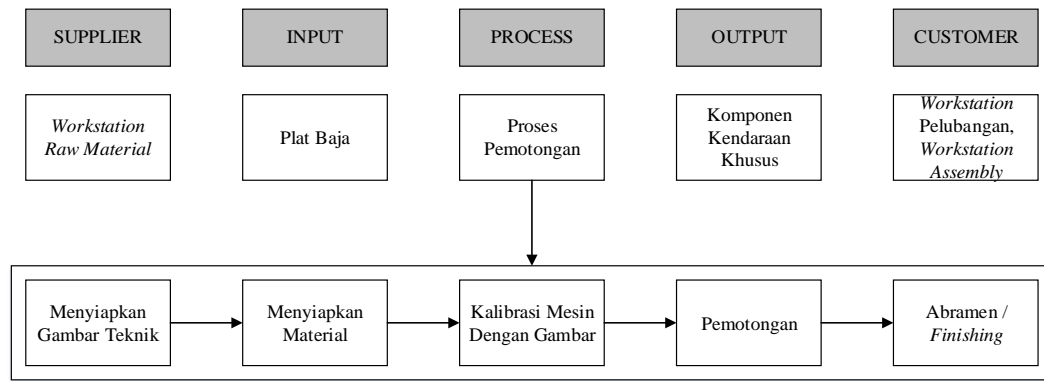 SUPPLIER
INPUT
PROCESS
OUTPUT
CUSTOMER
Workstation
Raw Material
Plat Baja
Proses
Pemotongan
Komponen
Kendaraan
Khusus
Workstation
Pelubangan,
Workstation
Assembly
Menyiapkan
Gambar Teknik
Menyiapkan
Material
Kalibrasi Mesin
Dengan Gambar
Pemotongan
Abramen /
Finishing